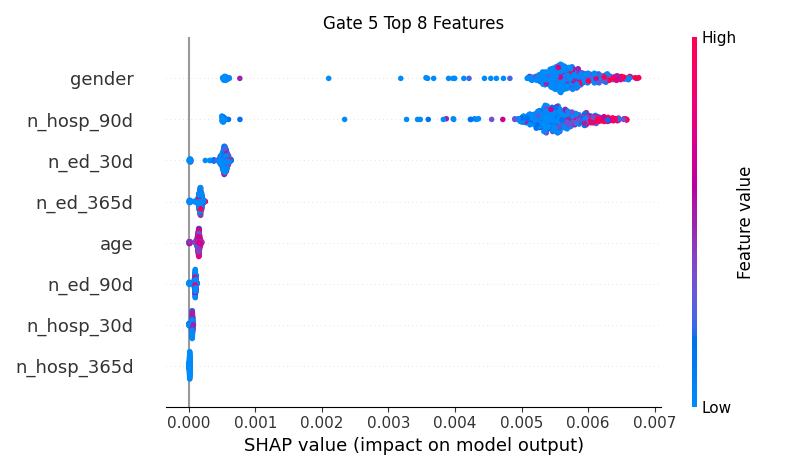 Gate 5 Top 8 Features
High
gender
n_hosp_90d
n_ed_30d
n_ed_365d
age
n_ed_90d
n_hosp_30d
n_hosp_365d
Feature value
Low
0.000 0.001 0.002 0.003 0.004 0.005 0.006 0.007
SHAP value (impact on model output)